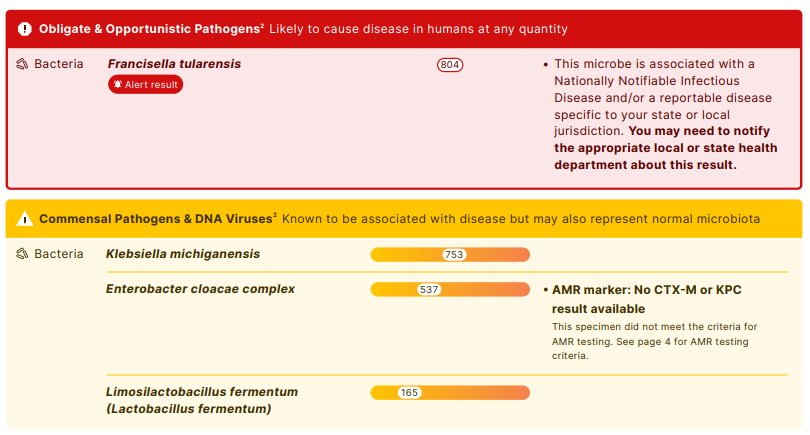 Obligate & Opportunistic Pathogens² Likely to cause disease in humans at any quantity
Bacteria
Francisella tularensis
Alert result
804
• This microbe is associated with a
Nationally Notifiable Infectious
Disease and/or a reportable disease
specific to your state or local
jurisdiction. You may need to notify
the appropriate local or state health
department about this result.
Commensal Pathogens & DNA Viruses² Known to be associated with disease but may also represent normal microbiota
Bacteria
Klebsiella michiganensis
753
Enterobacter cloacae complex
537
• AMR marker: No CTX-M or KPC
result available
This specimen did not meet the criteria for
AMR testing. See page 4 for AMR testing
criteria.
Limosilactobacillus fermentum
(Lactobacillus fermentum)
165